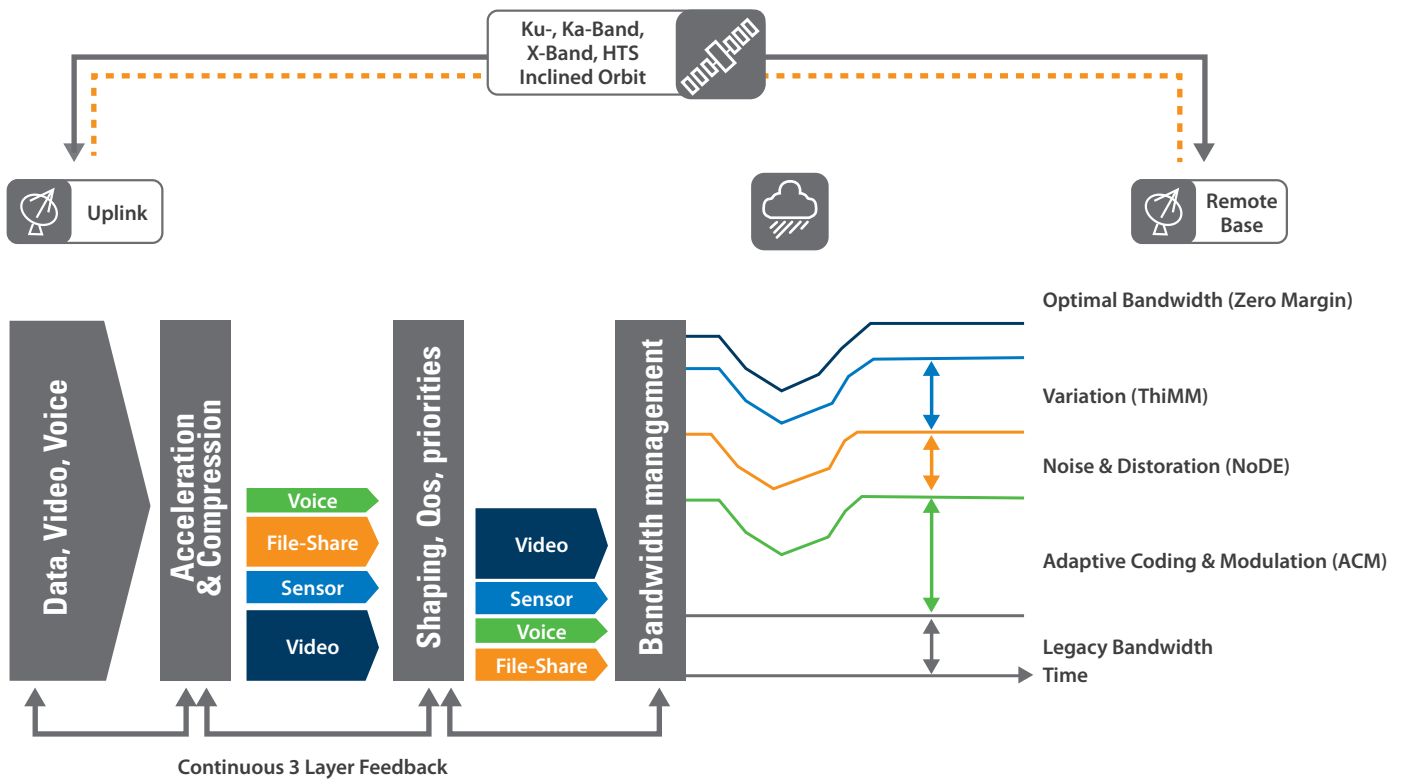 Ku-, Ka-Band,
X-Band, HTS
Inclined Orbit
Uplink
Remote
Base
Data, Video, Voice
Acceleration
& Compression
Voice
File-Share
Sensor
Video
Shaping, Qos, priorities
Video
Sensor
Voice
File-Share
Bandwidth management
Optimal Bandwidth (Zero Margin)
Variation (ThiMM)
Noise & Distoration (NoDE)
Adaptive Coding & Modulation (ACM)
Legacy Bandwidth
Time
Continuous 3 Layer Feedback